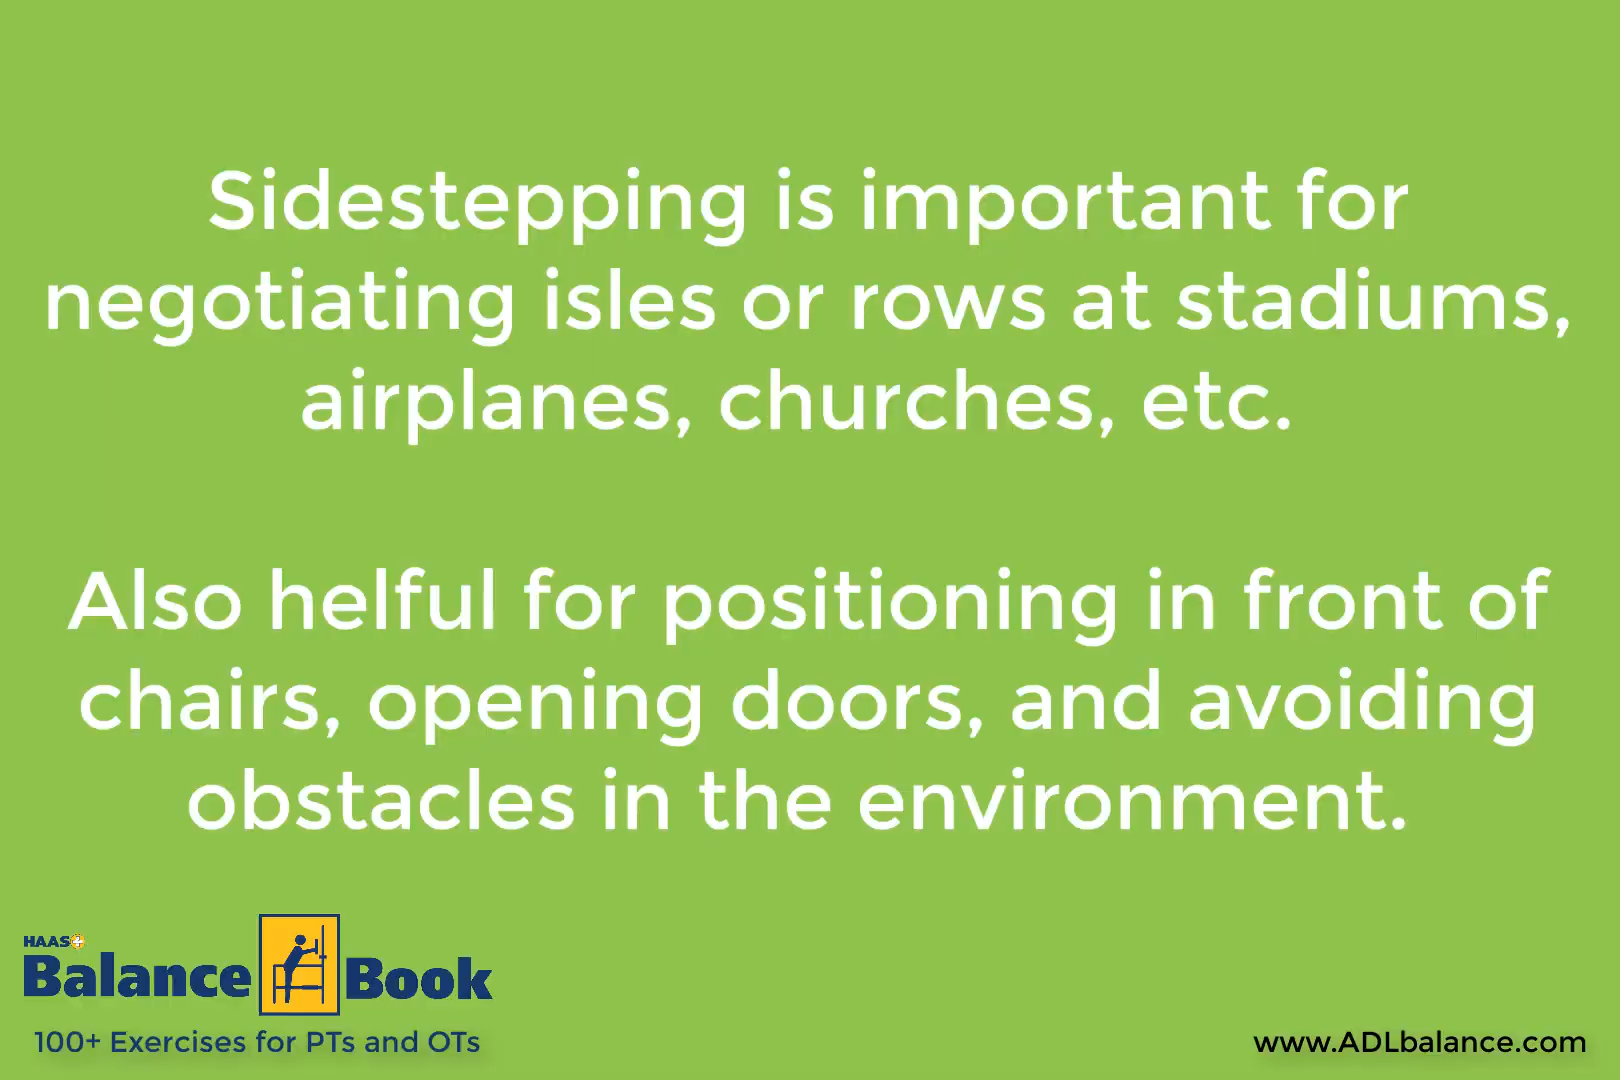 Sidestepping is important for
negotiating isles or rows at stadiums,
airplanes, churches, etc.
Also helful for positioning in front of
chairs, opening doors, and avoiding
obstacles in the environment.
HAAS
Balance Book
100+ Exercises for PTs and OTs
www.ADLbalance.com